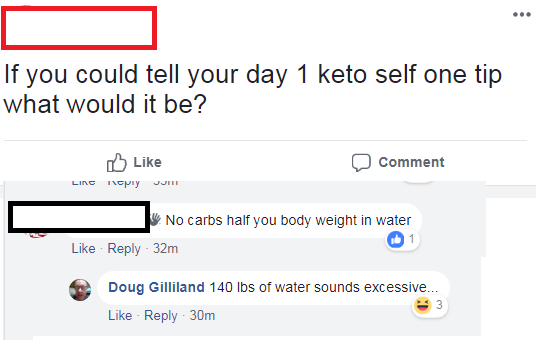 If you could tell your day 1 keto self one tip
what would it be?
Like Comment
Like · Reply · 33m
No carbs half you body weight in water
1
Like · Reply · 32m
Doug Gilliland 140 lbs of water sounds excessive...
3
Like · Reply · 30m